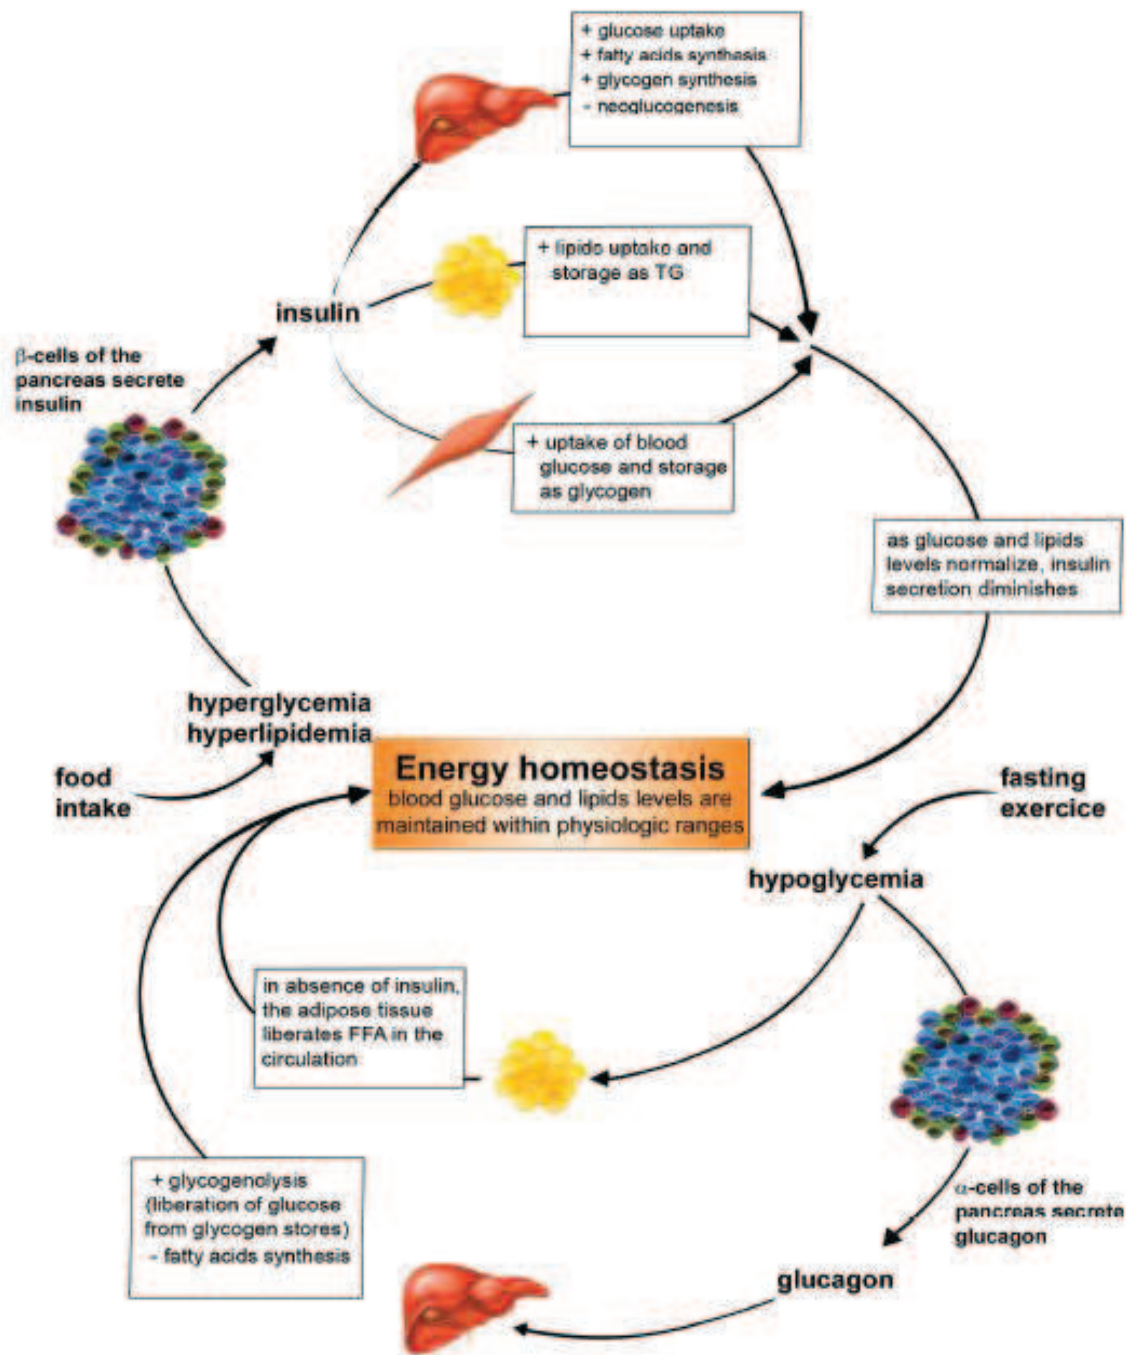 + glucose uptake
+ fatty acids synthesis
+ glycogen synthesis
- neoglucogenesis
+ lipids uptake and
storage as TG
insulin
β-cells of the
pancreas secrete
insulin
+ uptake of blood
glucose and storage
as glycogen
as glucose and lipids
levels normalize, insulin
secretion diminishes
hyperglycemia
hyperlipidemia
food
intake
Energy homeostasis
blood glucose and lipids levels are
maintained within physiologic ranges
fasting
exercice
hypoglycemia
in absence of insulin,
the adipose tissue
liberates FFA in the
circulation
+ glycogenolysis
(liberation of glucose
from glycogen stores)
- fatty acids synthesis
α-cells of the
pancreas secrete
glucagon
glucagon